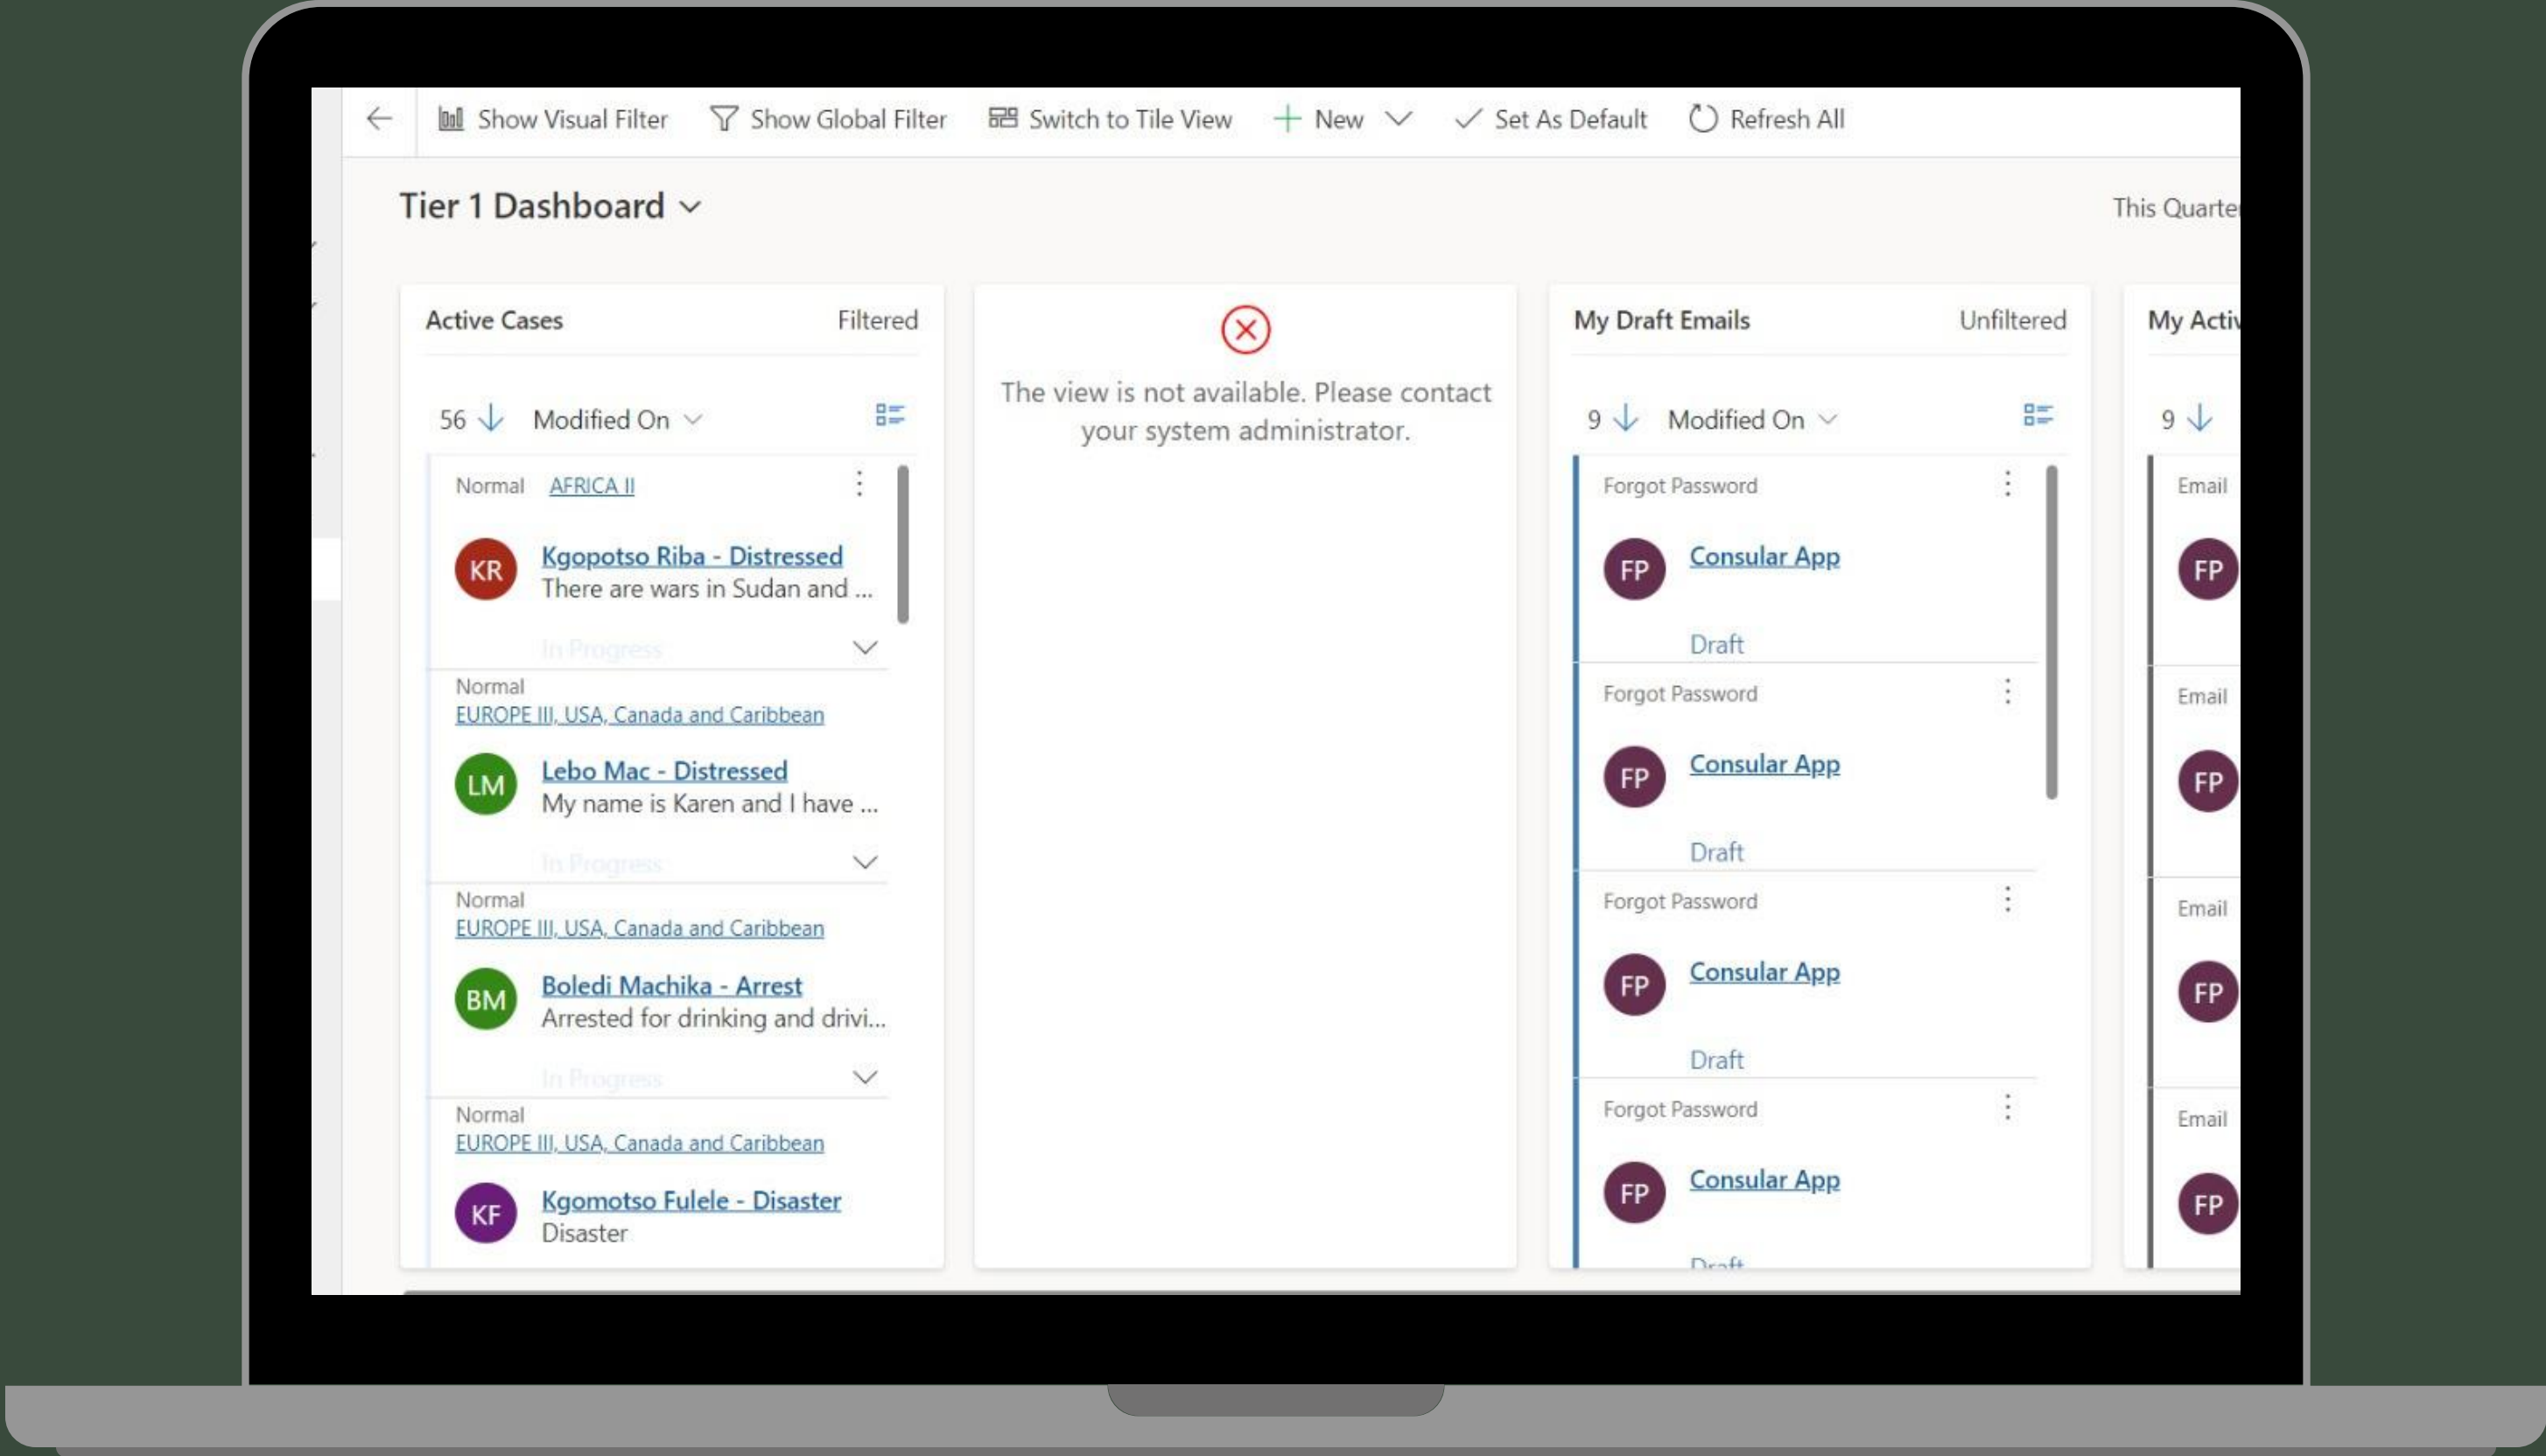 Show Visual Filter
Show Global Filter
Switch to Tile View
New
Set As Default
Refresh All
Tier 1 Dashboard
This Quarte
Active Cases
Filtered
56
Modified On
Normal
AFRICA II
KR
Kgopotso Riba - Distressed
There are wars in Sudan and ...
In Progress
Normal
EUROPE III, USA, Canada and Caribbean
LM
Lebo Mac - Distressed
My name is Karen and I have ...
In Progress
Normal
EUROPE III, USA, Canada and Caribbean
BM
Boledi Machika - Arrest
Arrested for drinking and drivi...
In Progress
Normal
EUROPE III, USA, Canada and Caribbean
KF
Kgomotso Fulele - Disaster
Disaster
The view is not available. Please contact
your system administrator.
My Draft Emails
Unfiltered
9
Modified On
Forgot Password
FP
Consular App
Draft
Forgot Password
FP
Consular App
Draft
Forgot Password
FP
Consular App
Draft
Forgot Password
FP
Consular App
Draft
My Activ
9
Email
FP
Email
FP
Email
FP
Email
FP